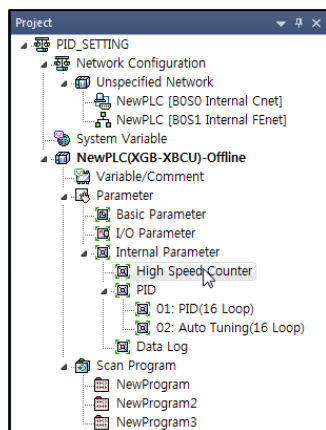 Project
PID_SETTING
Network Configuration
Unspecified Network
NewPLC [B0S0 Internal Cnet]
NewPLC [B0S1 Internal FEnet]
System Variable
NewPLC(XGB-XBCU)-Offline
Variable/Comment
Parameter
Basic Parameter
I/O Parameter
Internal Parameter
High Speed Counter
PID
01: PID(16 Loop)
02: Auto Tuning(16 Loop)
Data Log
Scan Program
NewProgram
NewProgram2
NewProgram3